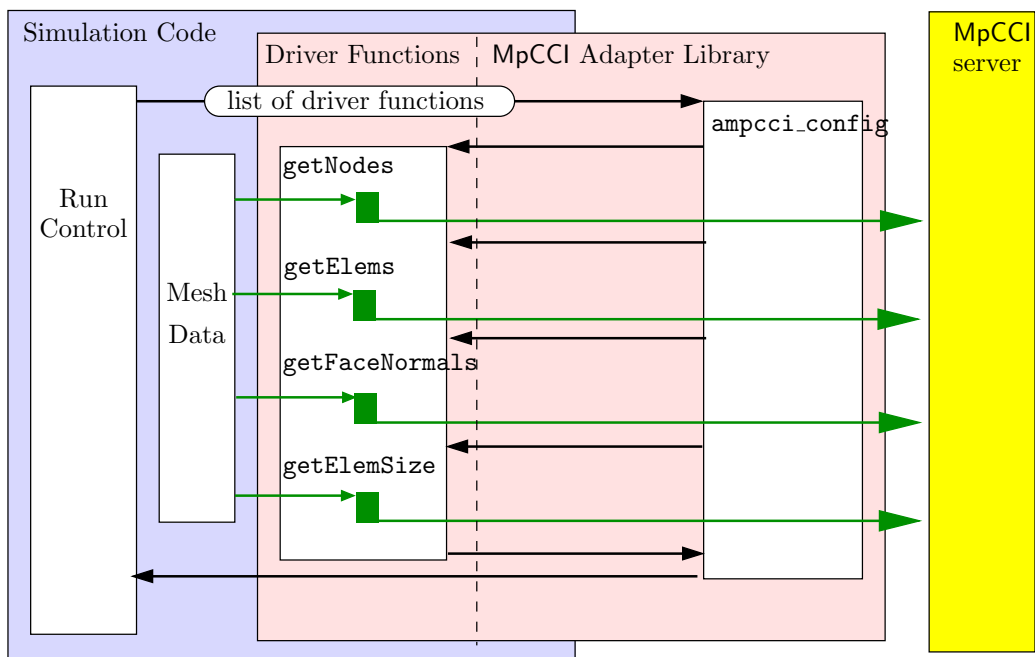 Simulation Code
Driver Functions
MpCCI Adapter Library
MpCCI
server
list of driver functions
ampcci_config
Run
Control
Mesh
Data
getNodes
getElems
getFaceNormals
getElemSize